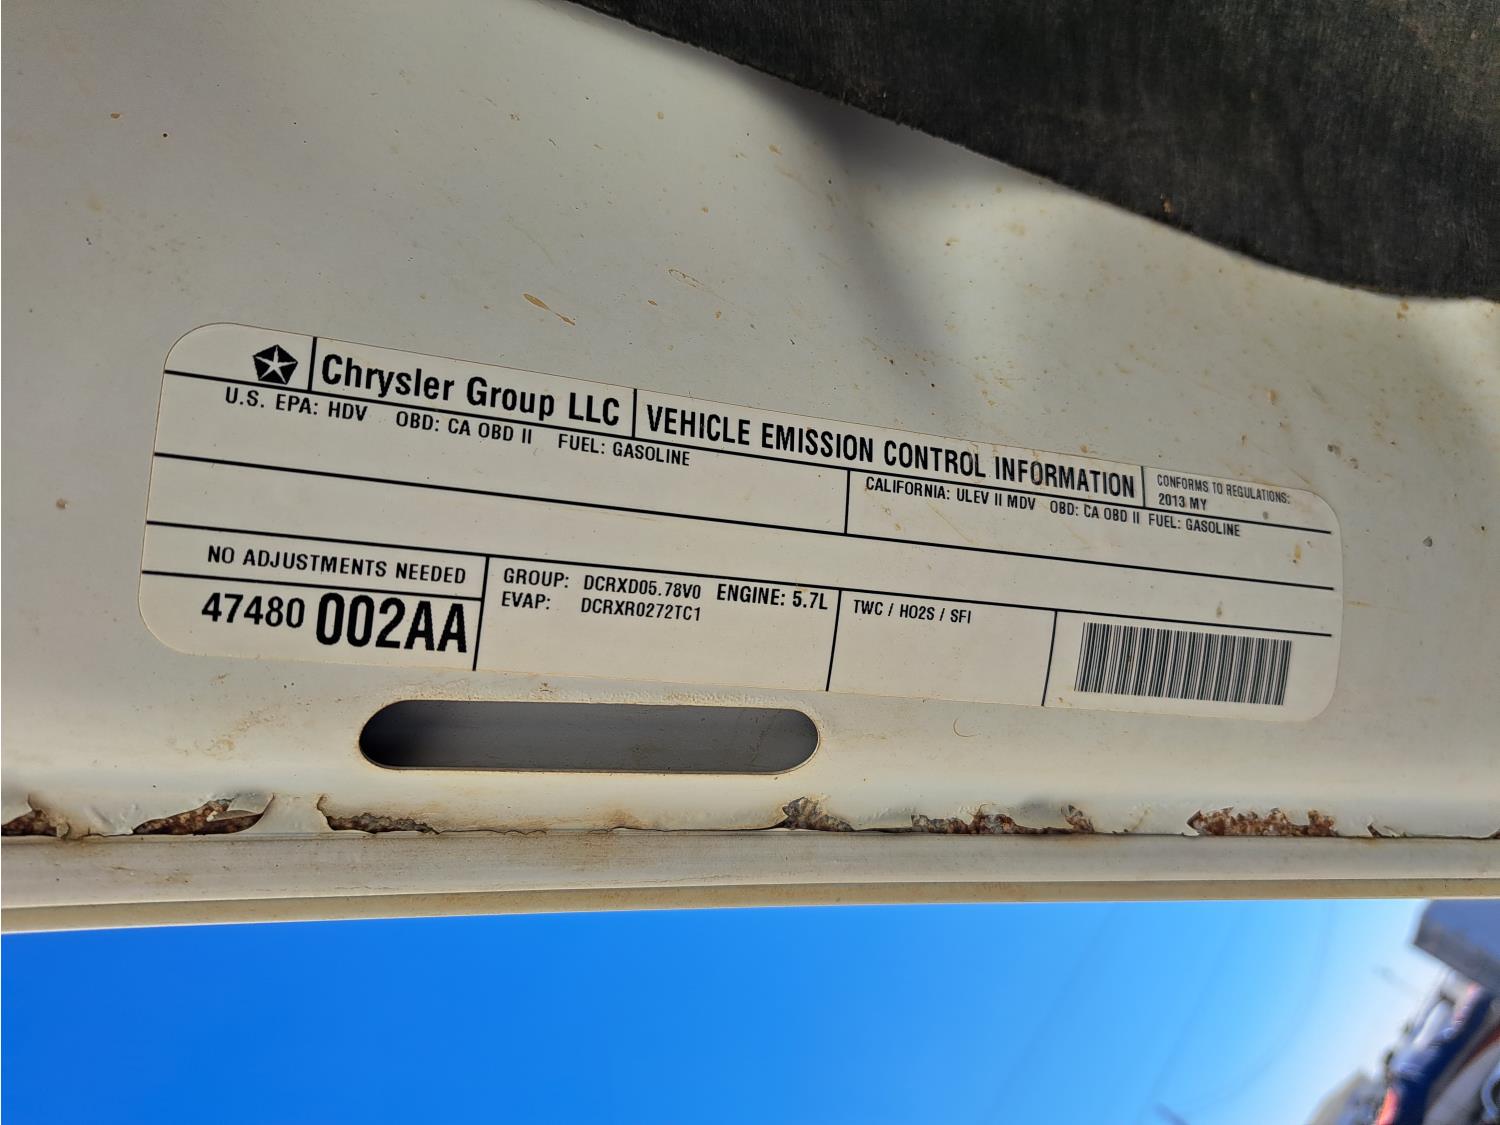 Chrysler Group LLC
VEHICLE EMISSION CONTROL INFORMATION
CONFORMS TO REGULATIONS:
2013 MY
U.S. EPA: HDV OBD: CA OBD II FUEL: GASOLINE
CALIFORNIA: ULEV II MDV OBD: CA OBD II FUEL: GASOLINE
NO ADJUSTMENTS NEEDED
47480 002AA
GROUP: DCRXD05.78V0 ENGINE: 5.7L
EVAP: DCRXR0272TC1
TWC / HO2S / SFI